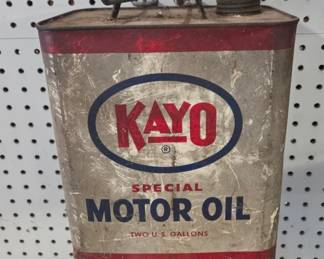 KAYO
®
SPECIAL
MOTOR OIL
TWO U.S. GALLONS